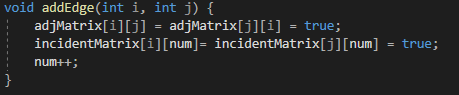 void addEdge(int i, int j) {
    adjMatrix[i][j] = adjMatrix[j][i] = true;
    incidentMatrix[i][num]= incidentMatrix[j][num] = true;
    num++;
}